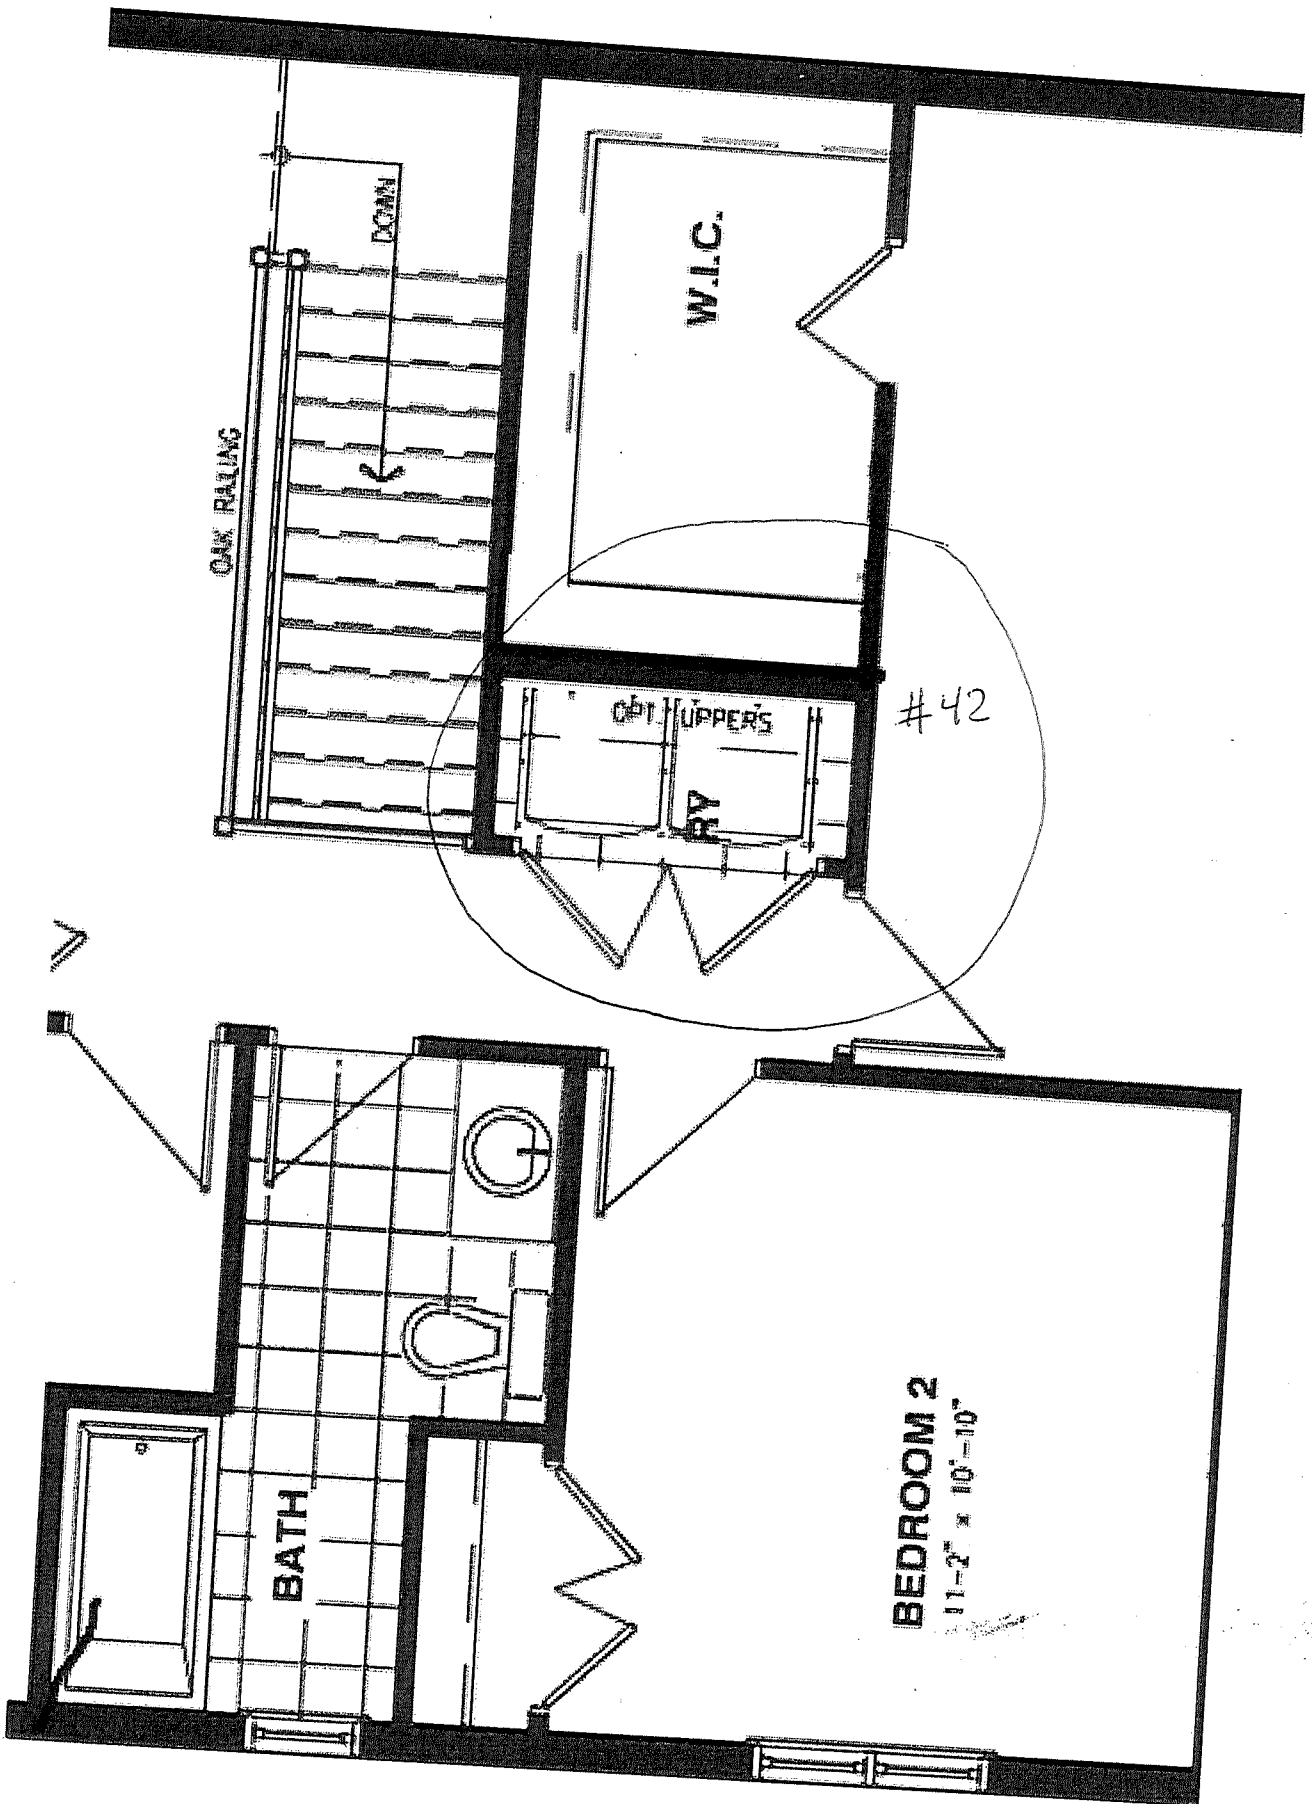 DOWN
OAK RAILING
W.I.C.
OPT. UPPERS
RY
#42
BATH
BEDROOM 2
11'-2" x 10'-10"